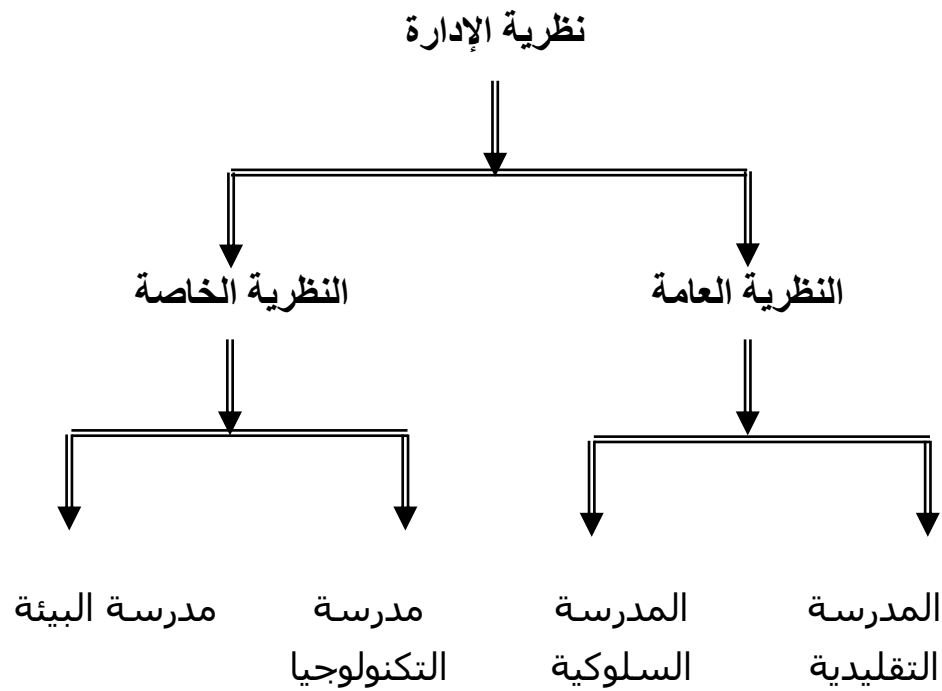 نظرية الإدارة
النظرية العامة
النظرية الخاصة
المدرسة
التقليدية
المدرسة
السلوكية
مدرسة
التكنولوجيا
مدرسة البيئة